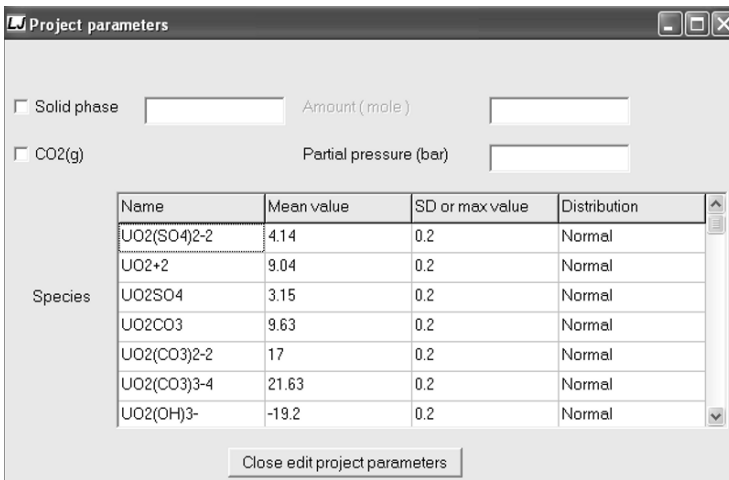 LJ Project parameters
Solid phase Amount ( mole )
CO2(g) Partial pressure (bar)
Name Mean value SD or max value Distribution
UO2(SO4)2-2 4.14 0.2 Normal
UO2+2 9.04 0.2 Normal
Species UO2SO4 3.15 0.2 Normal
UO2CO3 9.63 0.2 Normal
UO2(CO3)2-2 17 0.2 Normal
UO2(CO3)3-4 21.63 0.2 Normal
UO2(OH)3- -19.2 0.2 Normal
Close edit project parameters